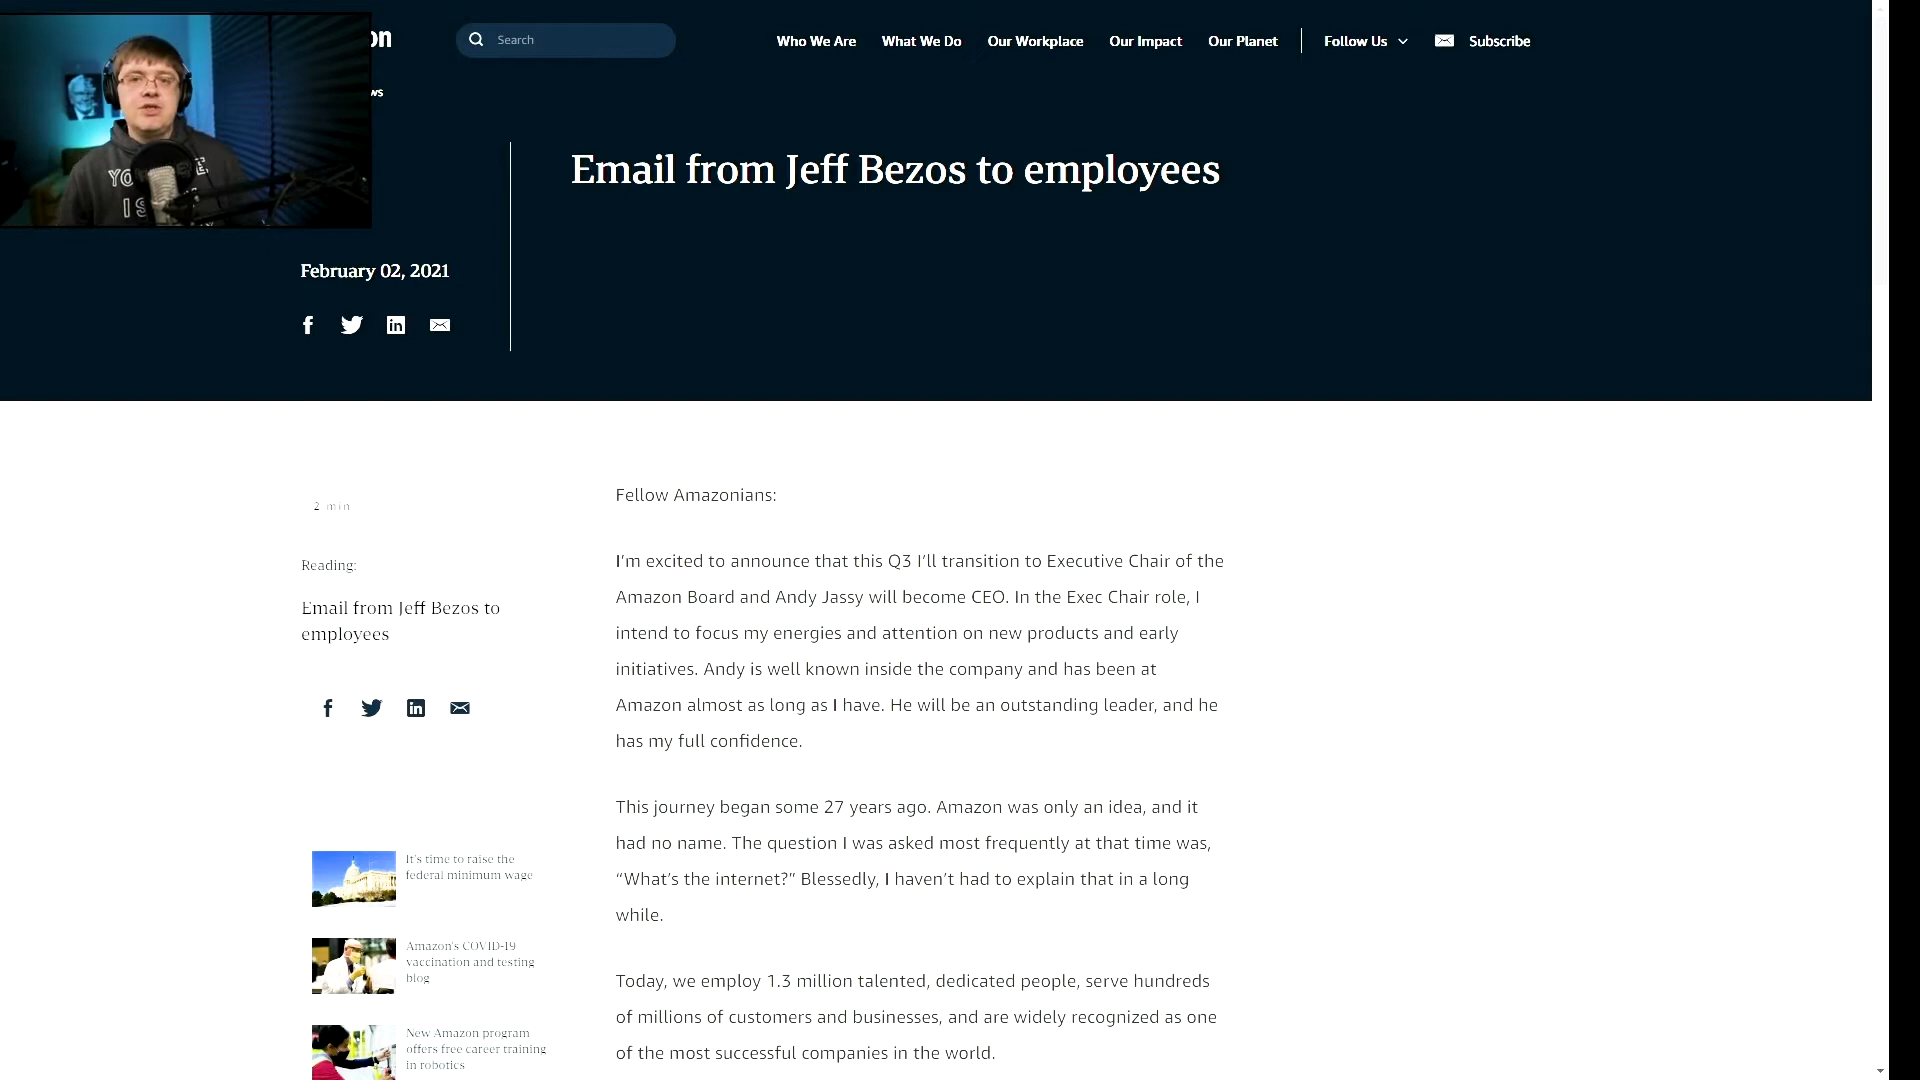 on
Search
Who We Are
What We Do
Our Workplace
Our Impact
Our Planet
Follow Us
Subscribe
ws
Email from Jeff Bezos to employees
February 02, 2021
2 min
Reading:
Email from Jeff Bezos to
employees
It's time to raise the
federal minimum wage
Amazon's COVID-19
vaccination and testing
blog
New Amazon program
offers free career training
in robotics
Fellow Amazonians:
I’m excited to announce that this Q3 I’ll transition to Executive Chair of the
Amazon Board and Andy Jassy will become CEO. In the Exec Chair role, I
intend to focus my energies and attention on new products and early
initiatives. Andy is well known inside the company and has been at
Amazon almost as long as I have. He will be an outstanding leader, and he
has my full confidence.
This journey began some 27 years ago. Amazon was only an idea, and it
had no name. The question I was asked most frequently at that time was,
“What’s the internet?” Blessedly, I haven’t had to explain that in a long
while.
Today, we employ 1.3 million talented, dedicated people, serve hundreds
of millions of customers and businesses, and are widely recognized as one
of the most successful companies in the world.